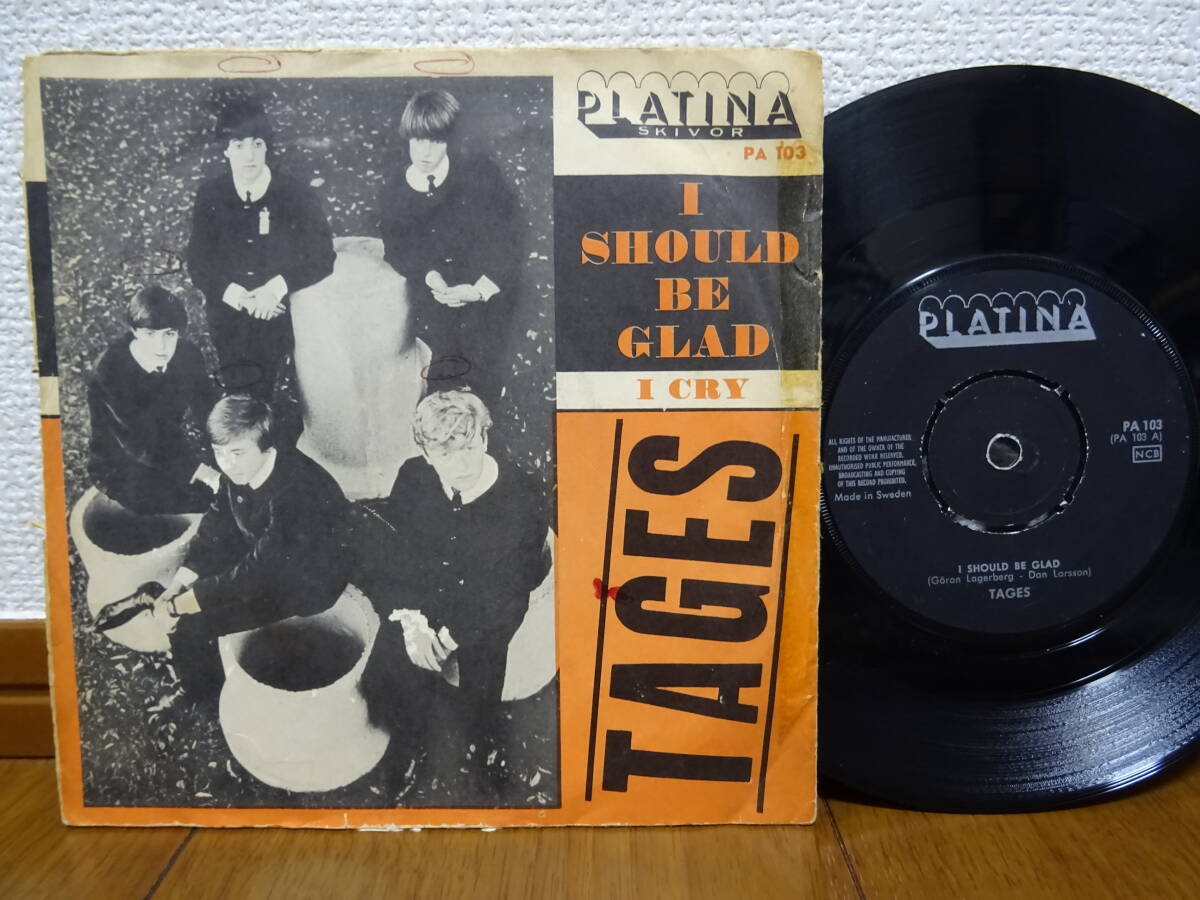 PLATINA
SKIVOR
PA 103
I
SHOULD
BE
GLAD
I CRY
TAGES
PLATINA
PA 103
(PA 103 A)
NCB
ALL RIGHTS OF THE MANUFACTURER
AND OF THE OWNER OF THE
RECORDED WORK RESERVED.
UNAUTHORISED PUBLIC PERFORMANCE,
BROADCASTING AND COPYING
OF THIS RECORD PROHIBITED.
Made in Sweden
I SHOULD BE GLAD
(Göran Lagerberg - Dan Larsson)
TAGES